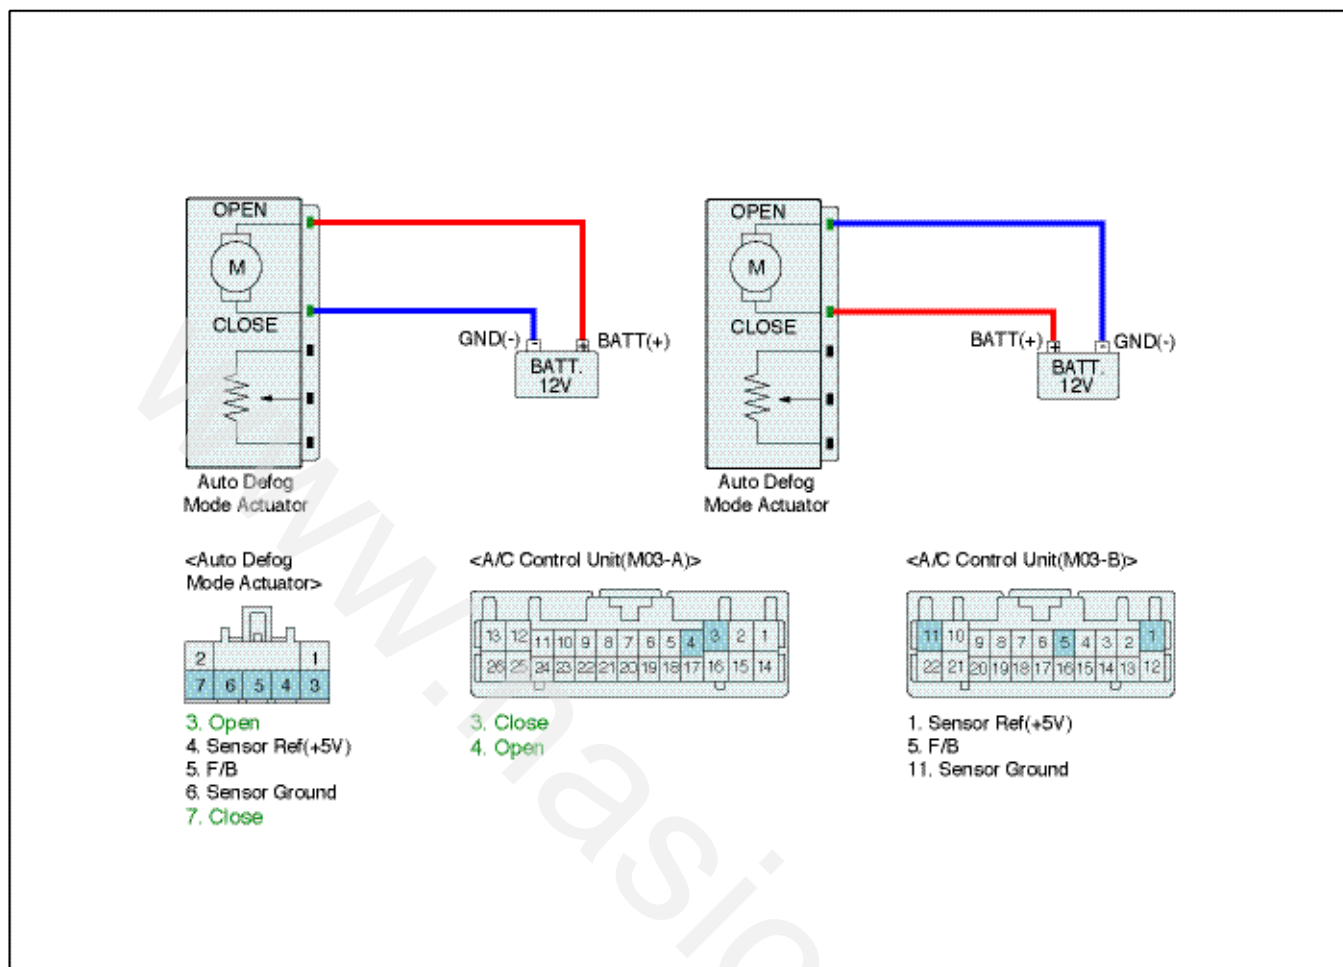 OPEN
M
CLOSE
GND(-)
-
+
BATT(+)
BATT.
12V
Auto Defog
Mode Actuator
OPEN
M
CLOSE
BATT(+)
+
-
GND(-)
BATT.
12V
Auto Defog
Mode Actuator
<Auto Defog
Mode Actuator>
2 1
7 6 5 4 3
3. Open
4. Sensor Ref(+5V)
5. F/B
6. Sensor Ground
7. Close
<A/C Control Unit(M03-A)>
13 12 11 10 9 8 7 6 5 4 3 2 1
26 25 24 23 22 21 20 19 18 17 16 15 14
3. Close
4. Open
<A/C Control Unit(M03-B)>
11 10 9 8 7 6 5 4 3 2 1
22 21 20 19 18 17 16 15 14 13 12
1. Sensor Ref(+5V)
5. F/B
11. Sensor Ground
www.nasio